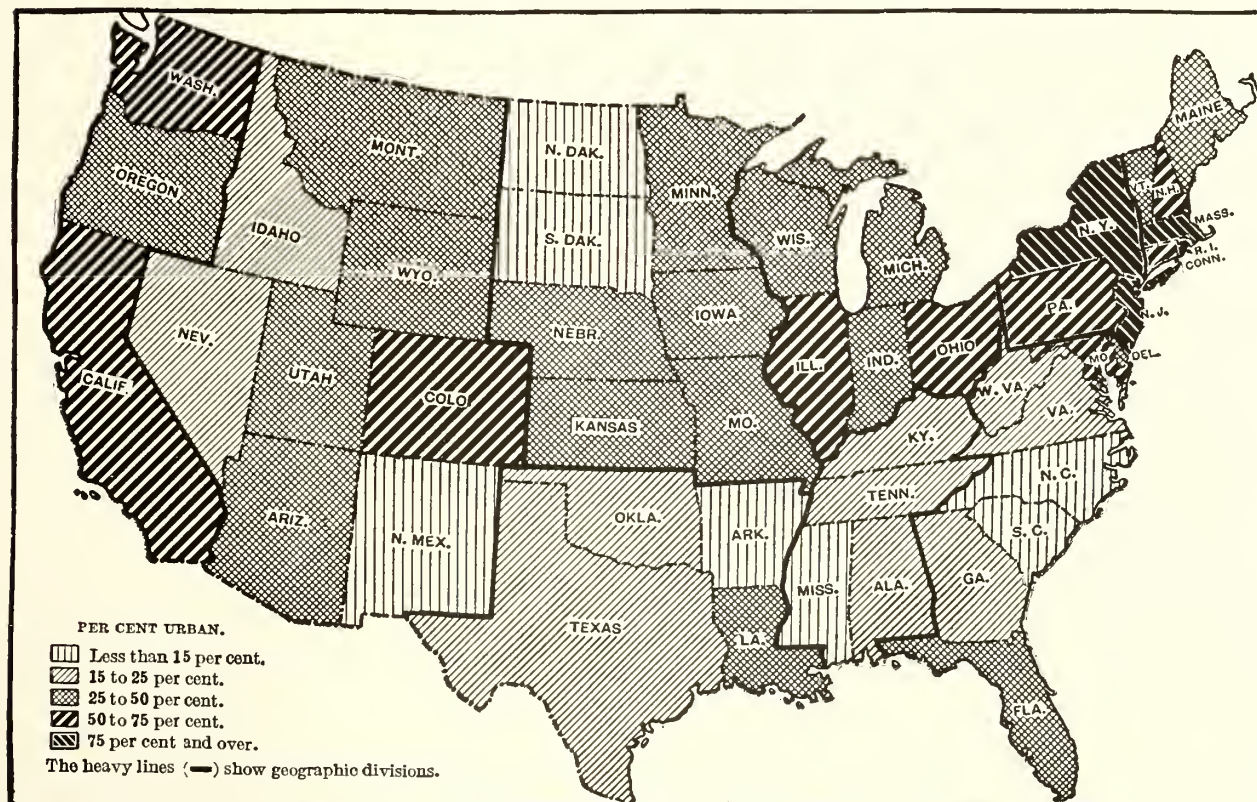 WASH.
MONT.
N. DAK.
MINN.
MAINE
OREGON
IDAHO
S. DAK.
WIS.
MICH.
VT.
N.H.
MASS.
N. Y.
R. I.
CONN.
WYO.
NEV.
NEBR.
IOWA
PA.
N. J.
CALIF.
UTAH
COLO.
KANSAS
MO.
ILL.
IND.
OHIO
MD.
DEL.
W. VA.
VA.
KY.
ARIZ.
N. MEX.
OKLA.
ARK.
TENN.
N. C.
S. C.
TEXAS
LA.
MISS.
ALA.
GA.
FLA.
PER CENT URBAN.
Less than 15 per cent.
15 to 25 per cent.
25 to 50 per cent.
50 to 75 per cent.
75 per cent and over.
The heavy lines (▬) show geographic divisions.